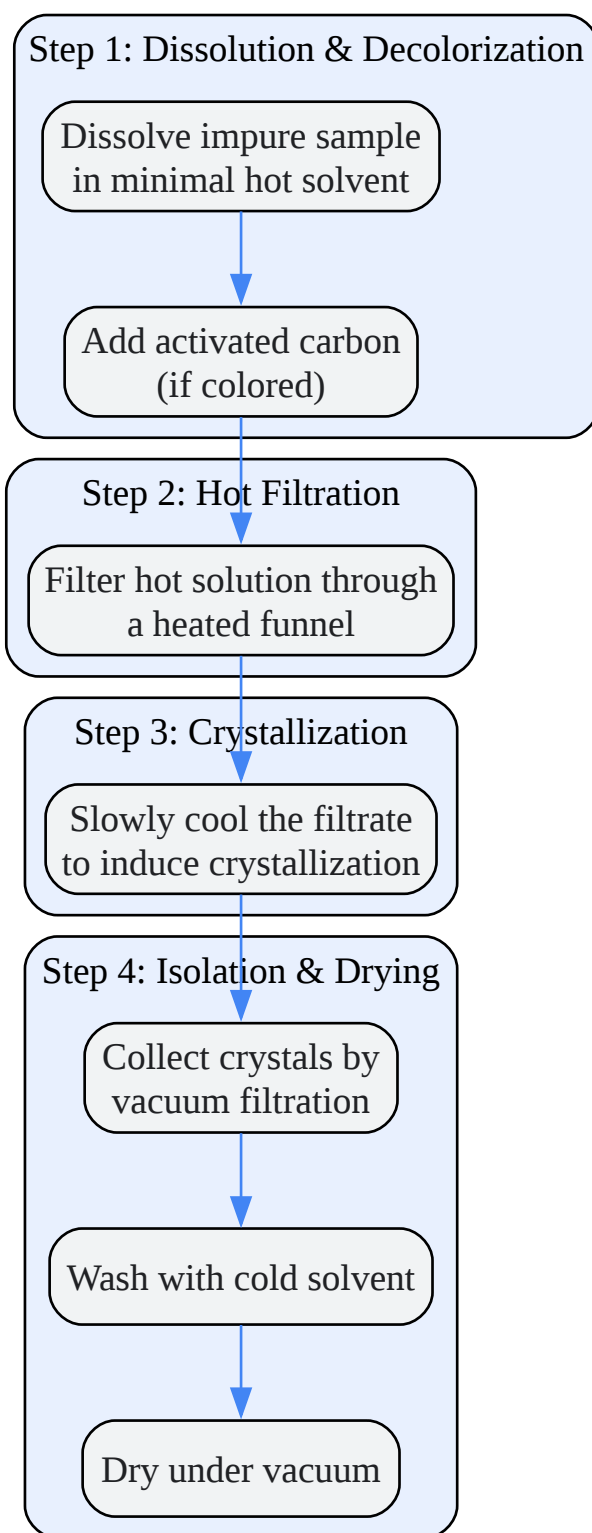 Step 1: Dissolution & Decolorization
Dissolve impure sample
in minimal hot solvent
Add activated carbon
(if colored)
Step 2: Hot Filtration
Filter hot solution through
a heated funnel
Step 3: Crystallization
Slowly cool the filtrate
to induce crystallization
Step 4: Isolation & Drying
Collect crystals by
vacuum filtration
Wash with cold solvent
Dry under vacuum